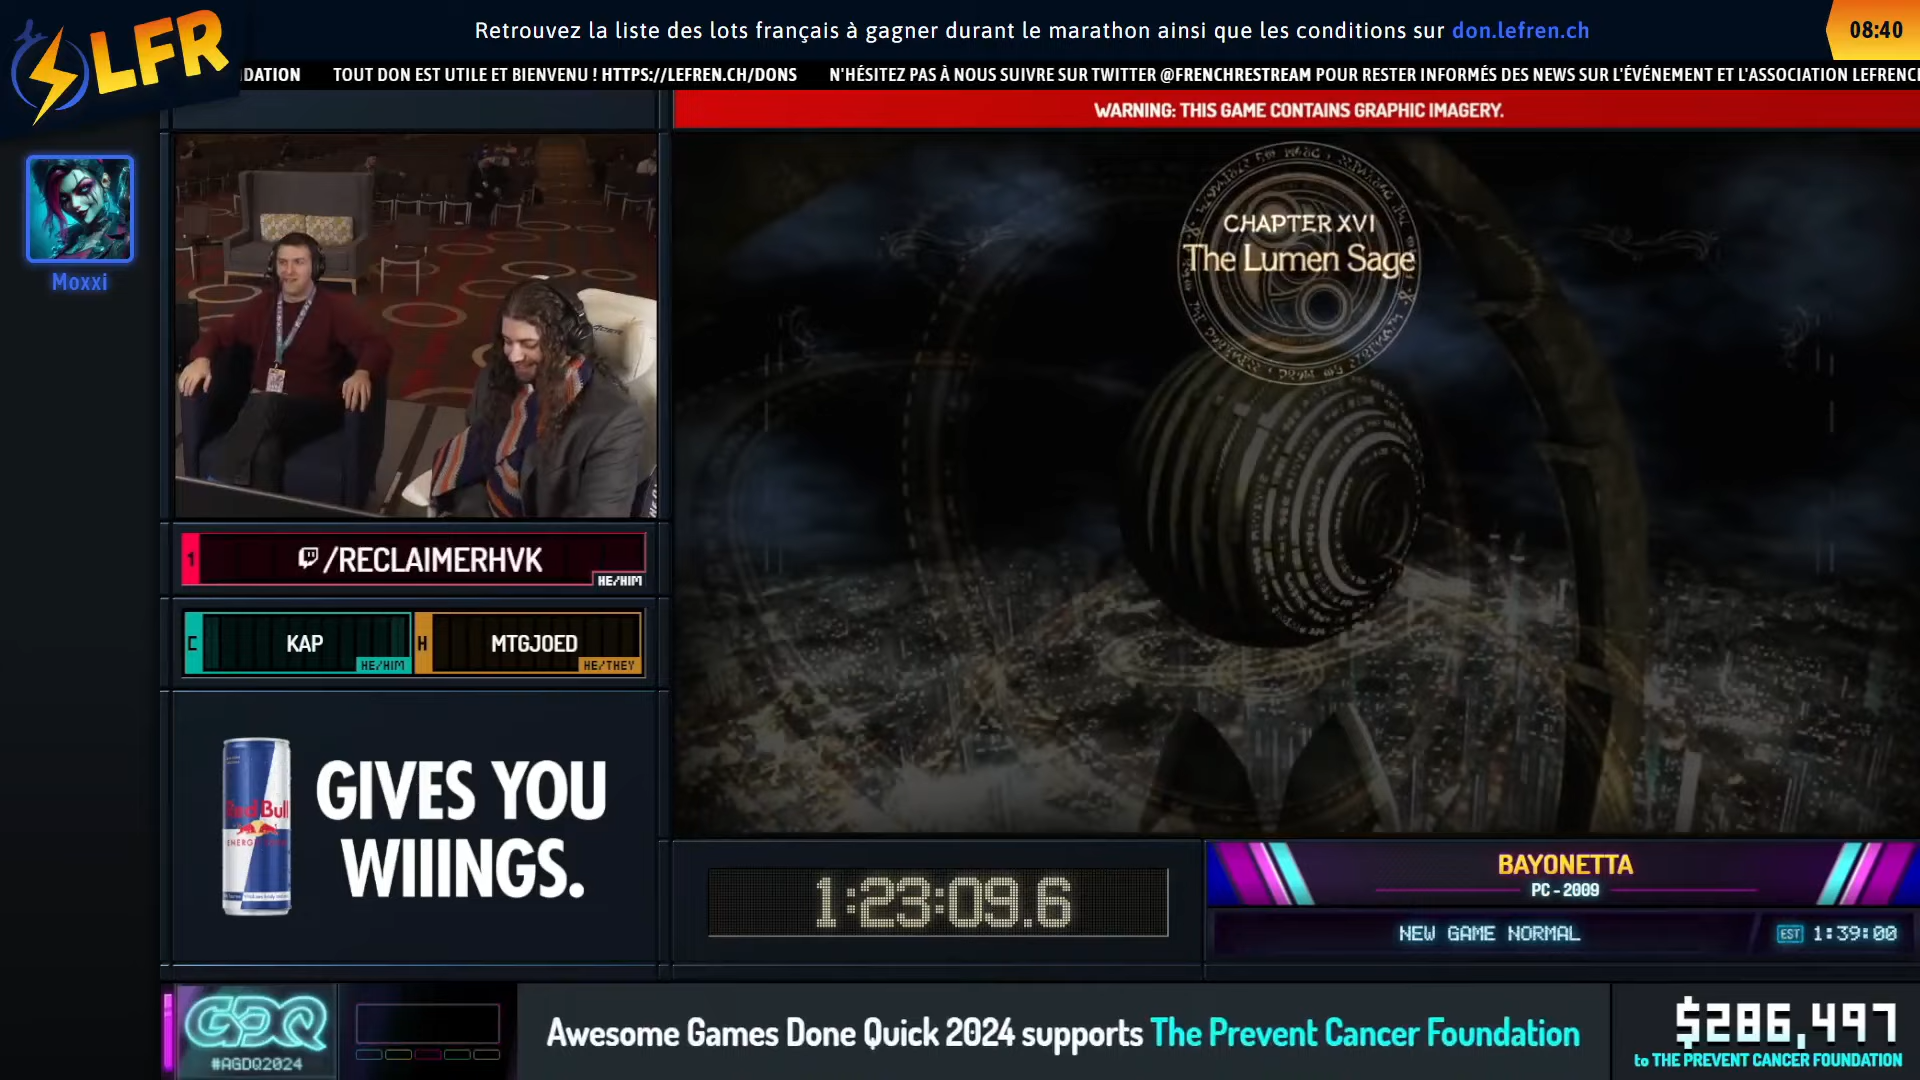 LFR
Retrouvez la liste des lots français à gagner durant le marathon ainsi que les conditions sur don.lefren.ch
08:40
DATION TOUT DON EST UTILE ET BIENVENU ! HTTPS://LEFREN.CH/DONS N'HÉSITEZ PAS À NOUS SUIVRE SUR TWITTER @FRENCHRESTREAM POUR RESTER INFORMÉS DES NEWS SUR L'ÉVÉNEMENT ET L'ASSOCIATION LEFRENC
WARNING: THIS GAME CONTAINS GRAPHIC IMAGERY.
Moxxi
CHAPTER XVI
The Lumen Sage
1 /RECLAIMERHVK
HE/HIM
C KAP HE/HIM
H MTGJOED HE/THEY
Red Bull
GIVES YOU
WIIINGS.
1:23:09.6
BAYONETTA
PC - 2009
NEW GAME NORMAL
EST 1:39:00
GDQ
#AGDQ2024
Awesome Games Done Quick 2024 supports The Prevent Cancer Foundation
$286,497
to THE PREVENT CANCER FOUNDATION